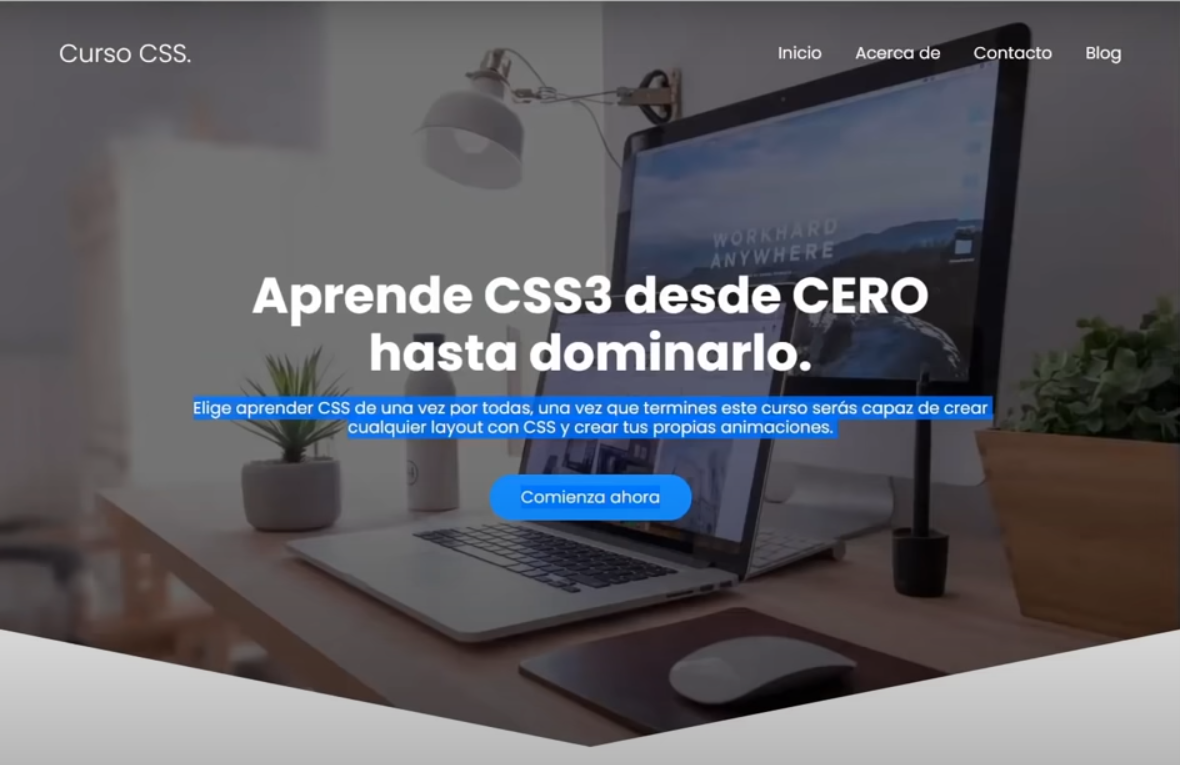 Curso CSS.
Inicio Acerca de Contacto Blog
WORKHARD
ANYWHERE
Aprende CSS3 desde CERO
hasta dominarlo.
Elige aprender CSS de una vez por todas, una vez que termines este curso serás capaz de crear
cualquier layout con CSS y crear tus propias animaciones.
Comienza ahora